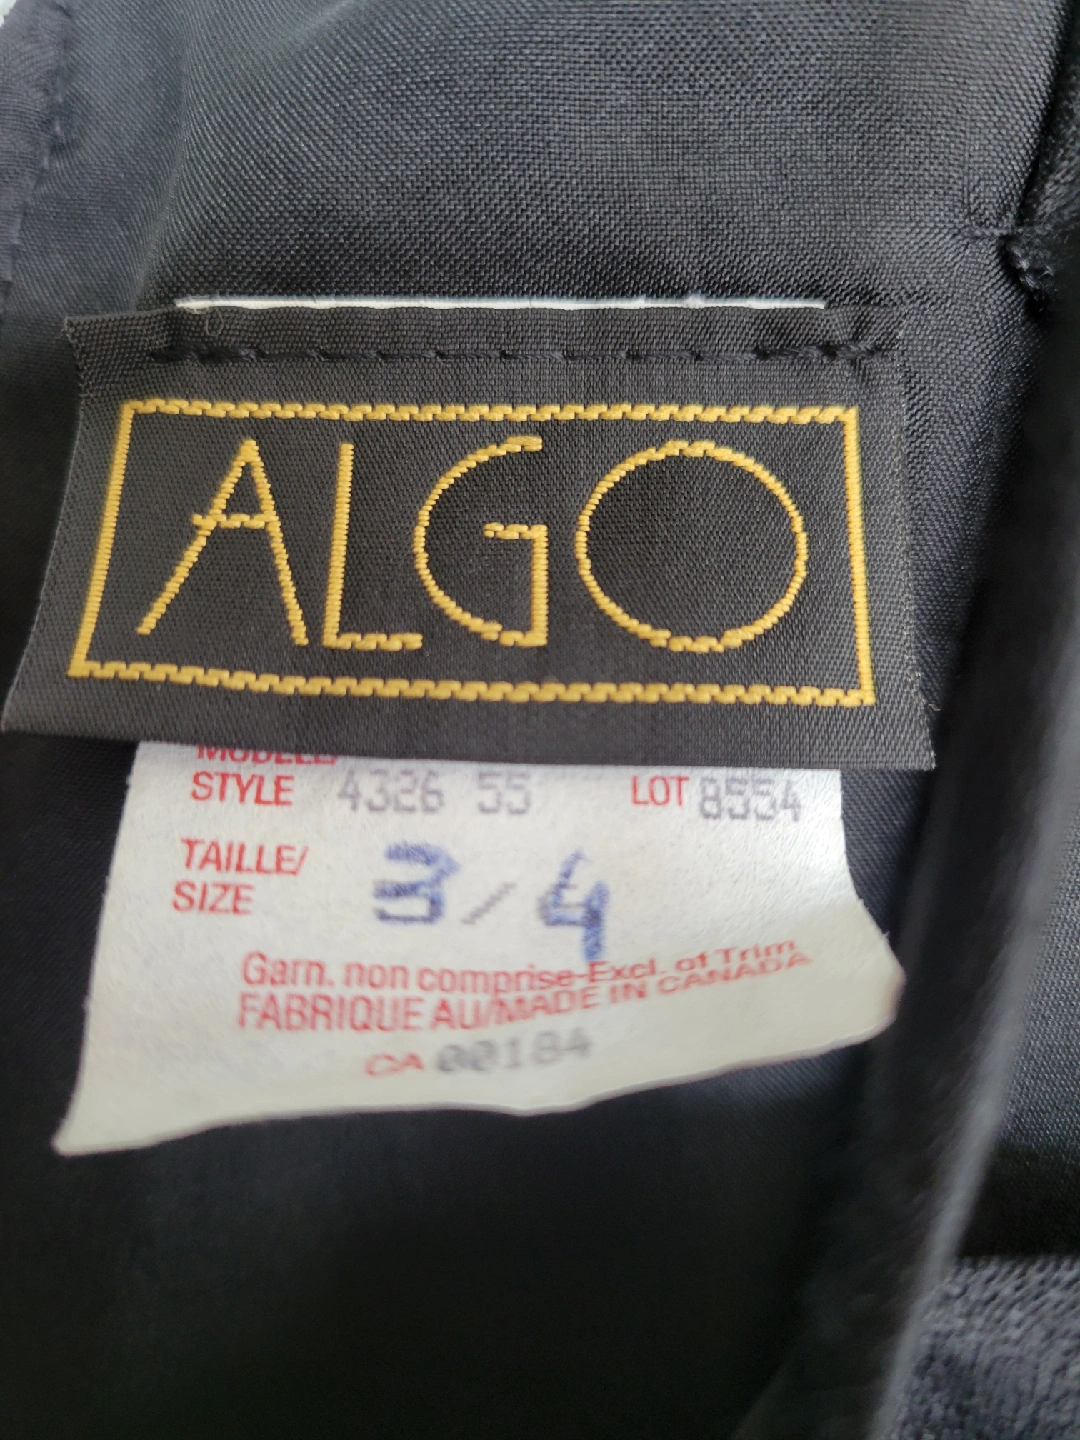 ALGO
MODELE/
STYLE 4326 55 LOT 8554
TAILLE/
SIZE 3/4
Garn. non comprise-Excl. of Trim
FABRIQUE AU/MADE IN CANADA
CA 00184